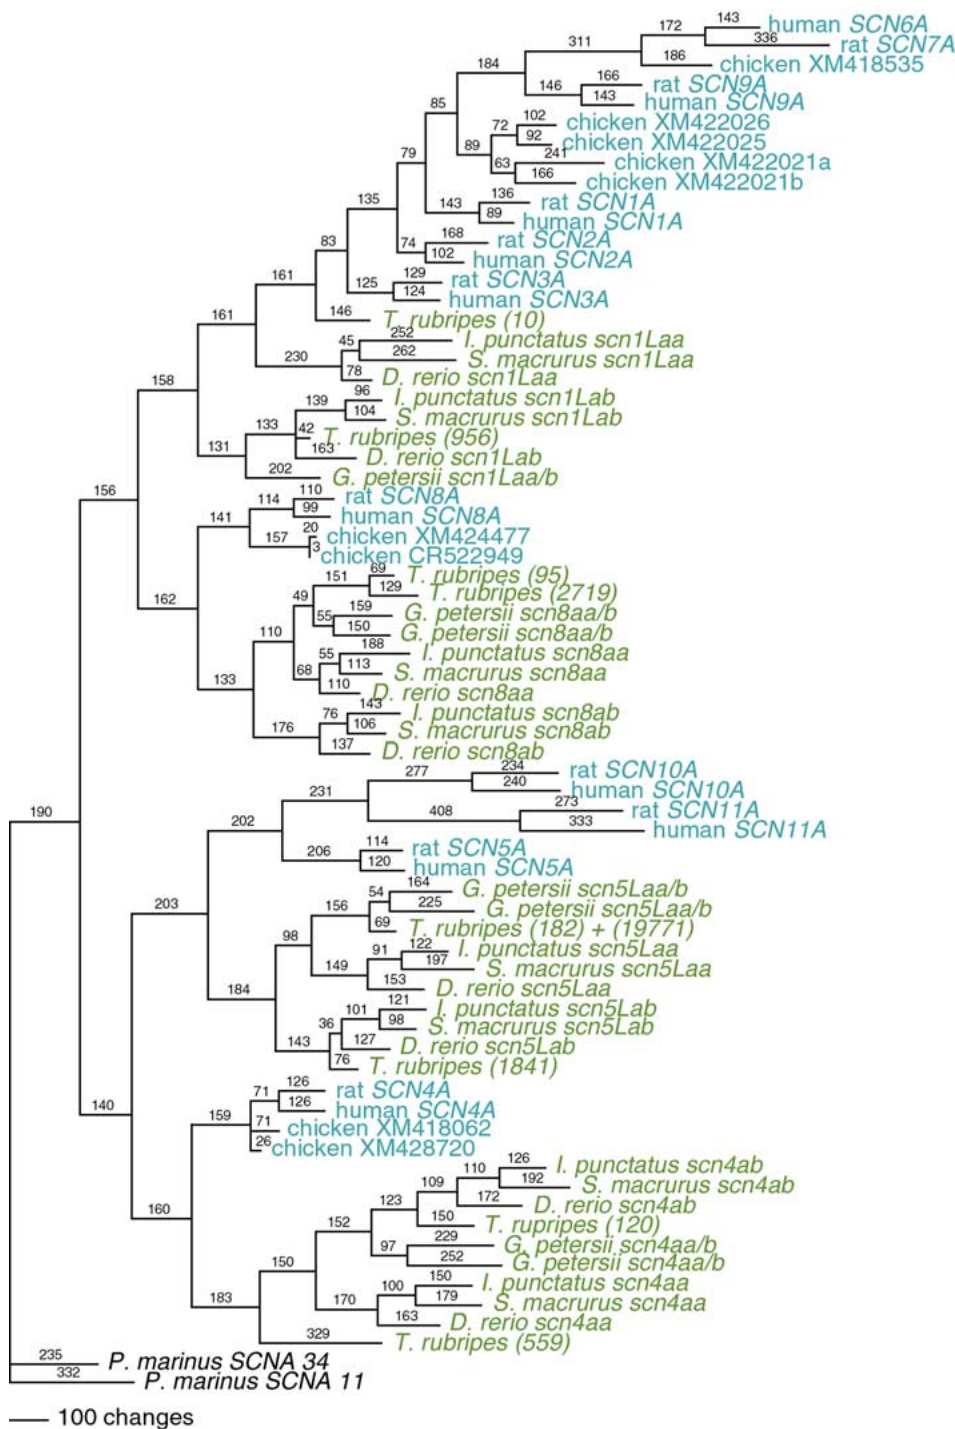 143
172 human SCN6A
336
311 rat SCN7A
186 chicken XM418535
184
166 rat SCN9A
146
143 human SCN9A
85
102 chicken XM422026
72
92 chicken XM422025
89
241 chicken XM422021a
63
79
166 chicken XM422021b
136 rat SCN1A
135 143
89 human SCN1A
168 rat SCN2A
83 74
102 human SCN2A
129 rat SCN3A
161 125
124 human SCN3A
146 T. rubripes (10)
161
252 I. punctatus scn1Laa
45
262 S. macrurus scn1Laa
230
78 D. rerio scn1Laa
158
96 I. punctatus scn1Lab
139
104 S. macrurus scn1Lab
133 42 T. rubripes (956)
131
163 D. rerio scn1Lab
202 G. petersii scn1Laa/b
156
110 rat SCN8A
114
99 human SCN8A
141
20 chicken XM424477
157
3 chicken CR522949
69 T. rubripes (95)
151
129 T. rubripes (2719)
162 49
159 G. petersii scn8aa/b
55
150 G. petersii scn8aa/b
110
188 I. punctatus scn8aa
55
113 S. macrurus scn8aa
68
133
110 D. rerio scn8aa
143 I. punctatus scn8ab
76
106 S. macrurus scn8ab
176
137 D. rerio scn8ab
234 rat SCN10A
277
240 human SCN10A
231
273 rat SCN11A
190 408
333 human SCN11A
202
114 rat SCN5A
206
120 human SCN5A
164 G. petersii scn5Laa/b
54
225 G. petersii scn5Laa/b
203 156
69 T. rubripes (182) + (19771)
98
122 I. punctatus scn5Laa
91
197 S. macrurus scn5Laa
149
153 D. rerio scn5Laa
184
121 I. punctatus scn5Lab
101
98 S. macrurus scn5Lab
36
127 D. rerio scn5Lab
143
76 T. rubripes (1841)
126 rat SCN4A
71
126 human SCN4A
140 159
71 chicken XM418062
26 chicken XM428720
126 I. punctatus scn4ab
110
192 S. macrurus scn4ab
109
172 D. rerio scn4ab
123
150 T. rupripes (120)
160 152
229 G. petersii scn4aa/b
97
252 G. petersii scn4aa/b
150
150 I. punctatus scn4aa
100
179 S. macrurus scn4aa
183 170
163 D. rerio scn4aa
329 T. rubripes (559)
235 P. marinus SCNA 34
332 P. marinus SCNA 11
100 changes